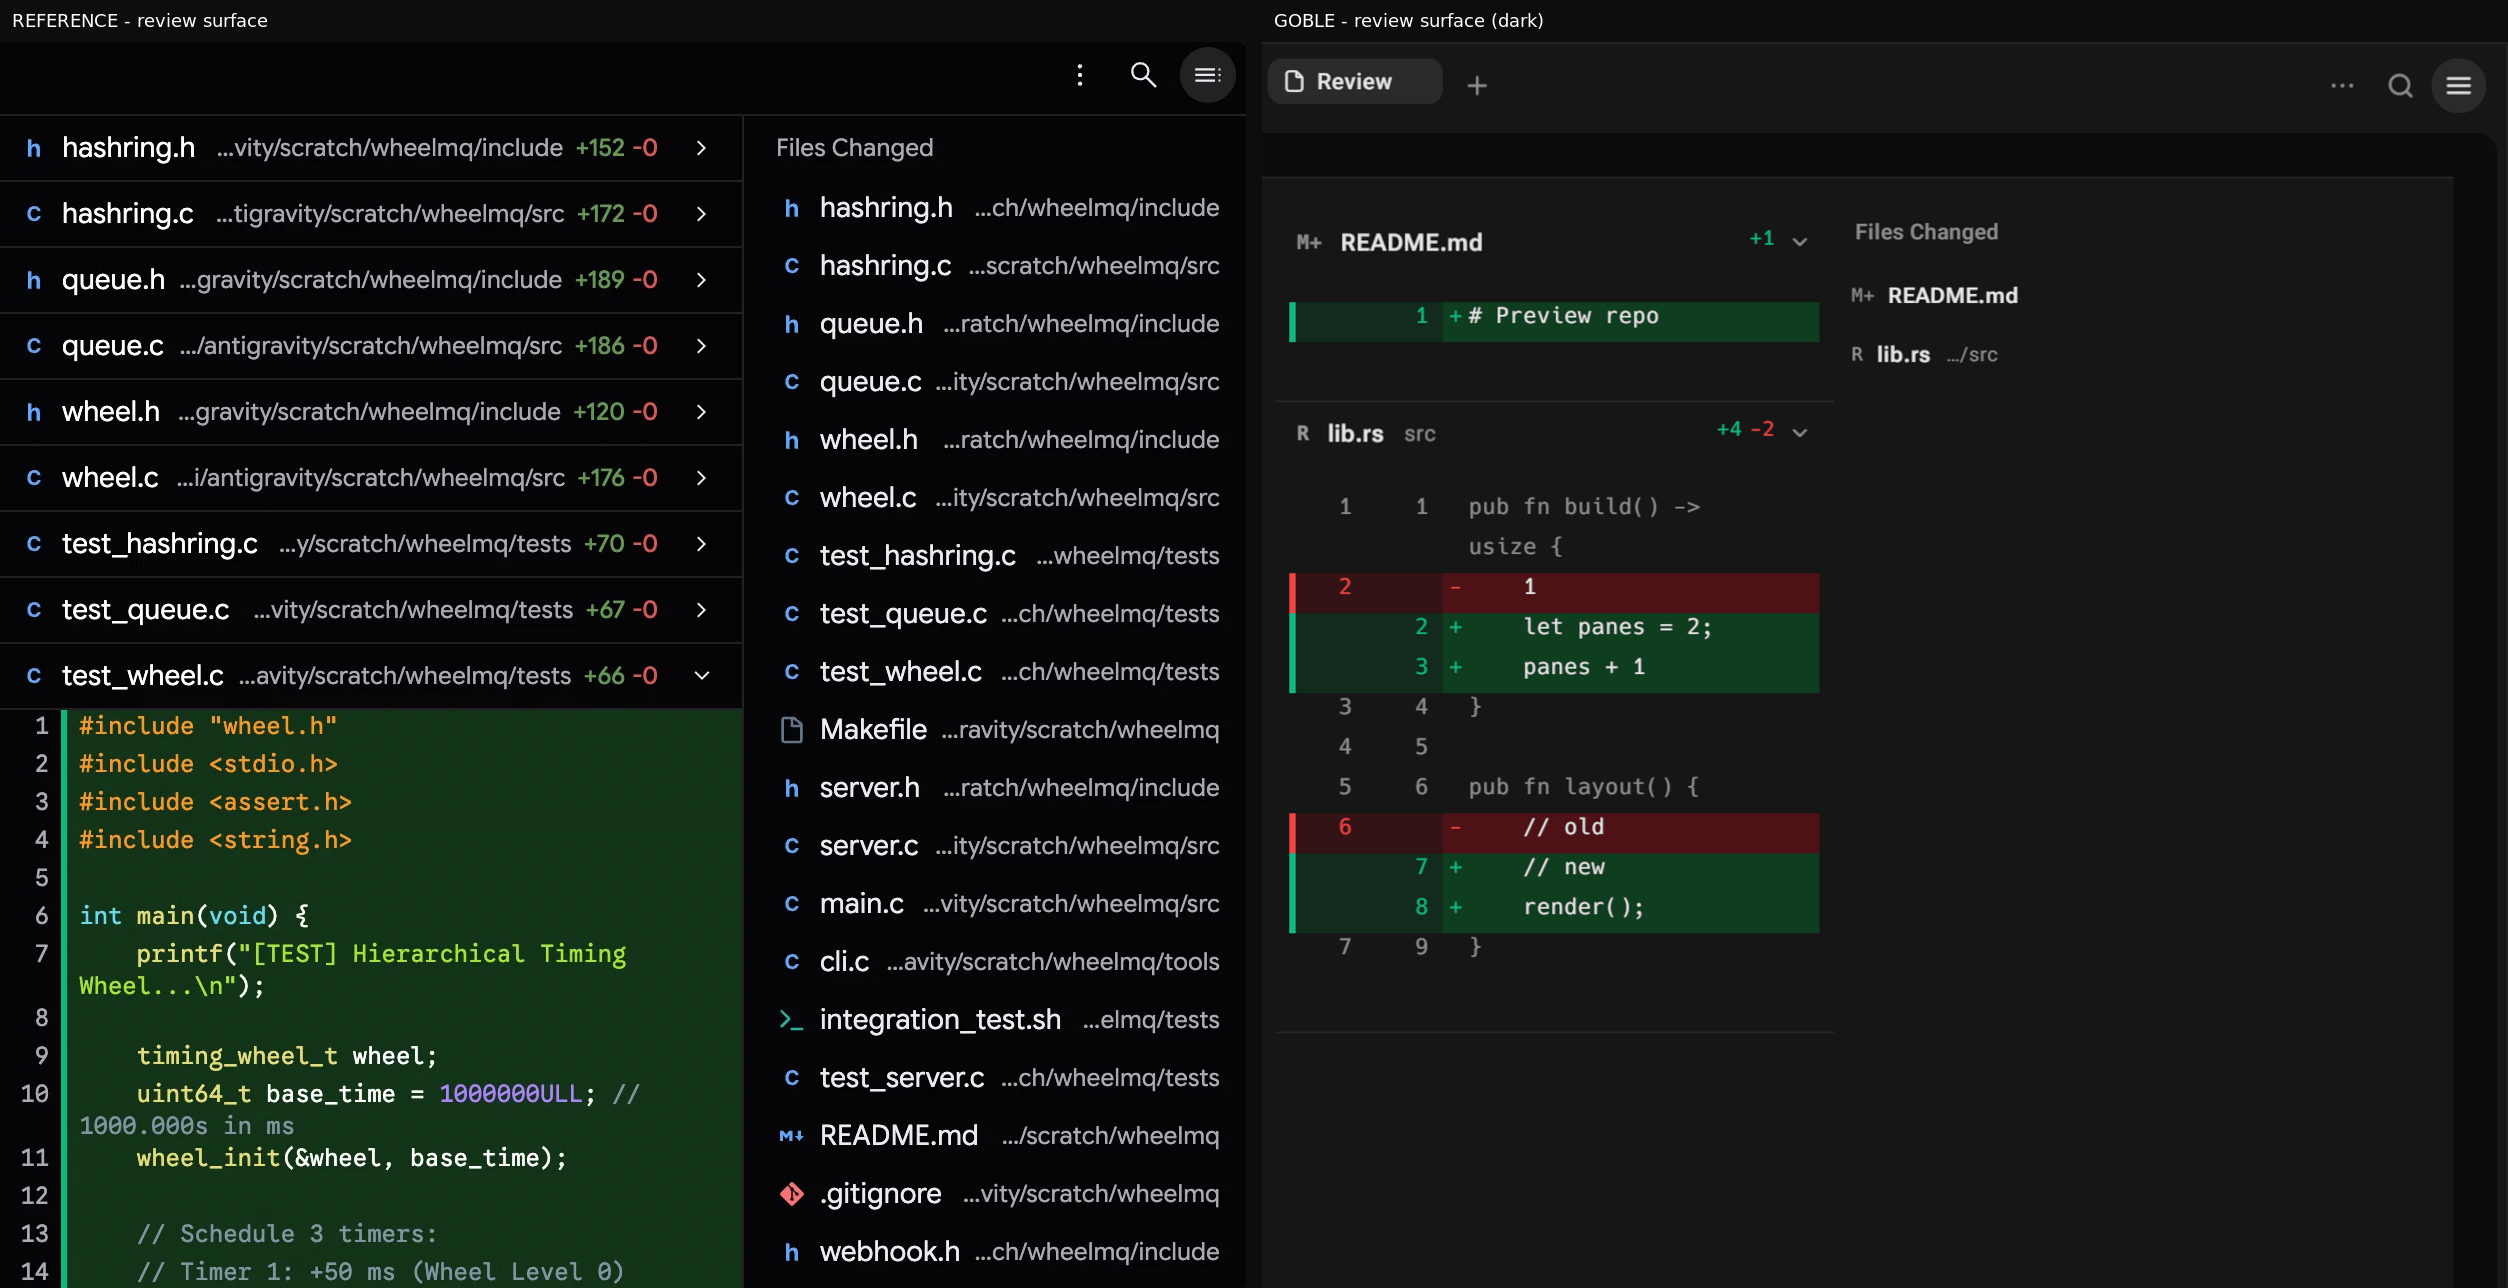 REFERENCE - review surface
h hashring.h ...vity/scratch/wheelmq/include +152 -0
C hashring.c ...tigravity/scratch/wheelmq/src +172 -0
h queue.h ...gravity/scratch/wheelmq/include +189 -0
C queue.c .../antigravity/scratch/wheelmq/src +186 -0
h wheel.h ...gravity/scratch/wheelmq/include +120 -0
C wheel.c ...i/antigravity/scratch/wheelmq/src +176 -0
C test_hashring.c ...y/scratch/wheelmq/tests +70 -0
C test_queue.c ...vity/scratch/wheelmq/tests +67 -0
C test_wheel.c ...avity/scratch/wheelmq/tests +66 -0
1 #include "wheel.h"
2 #include <stdio.h>
3 #include <assert.h>
4 #include <string.h>
5
6 int main(void) {
7     printf("[TEST] Hierarchical Timing
Wheel...\n");
8
9     timing_wheel_t wheel;
10     uint64_t base_time = 1000000ULL; //
1000.000s in ms
11     wheel_init(&wheel, base_time);
12
13     // Schedule 3 timers:
14     // Timer 1: +50 ms (Wheel Level 0)
Files Changed
h hashring.h ...ch/wheelmq/include
C hashring.c ...scratch/wheelmq/src
h queue.h ...ratch/wheelmq/include
C queue.c ...ity/scratch/wheelmq/src
h wheel.h ...ratch/wheelmq/include
C wheel.c ...ity/scratch/wheelmq/src
C test_hashring.c ...wheelmq/tests
C test_queue.c ...ch/wheelmq/tests
C test_wheel.c ...ch/wheelmq/tests
Makefile ...ravity/scratch/wheelmq
h server.h ...ratch/wheelmq/include
C server.c ...ity/scratch/wheelmq/src
C main.c ...vity/scratch/wheelmq/src
C cli.c ...avity/scratch/wheelmq/tools
integration_test.sh ...elmq/tests
C test_server.c ...ch/wheelmq/tests
M↓ README.md .../scratch/wheelmq
.gitignore ...vity/scratch/wheelmq
h webhook.h ...ch/wheelmq/include
GOBLE - review surface (dark)
Review +
M+ README.md +1
1 + # Preview repo
R lib.rs src +4 -2
1 1 pub fn build() ->
usize {
2 -     1
2 +     let panes = 2;
3 +     panes + 1
3 4 }
4 5
5 6 pub fn layout() {
6 -     // old
7 +     // new
8 +     render();
7 9 }
Files Changed
M+ README.md
R lib.rs .../src